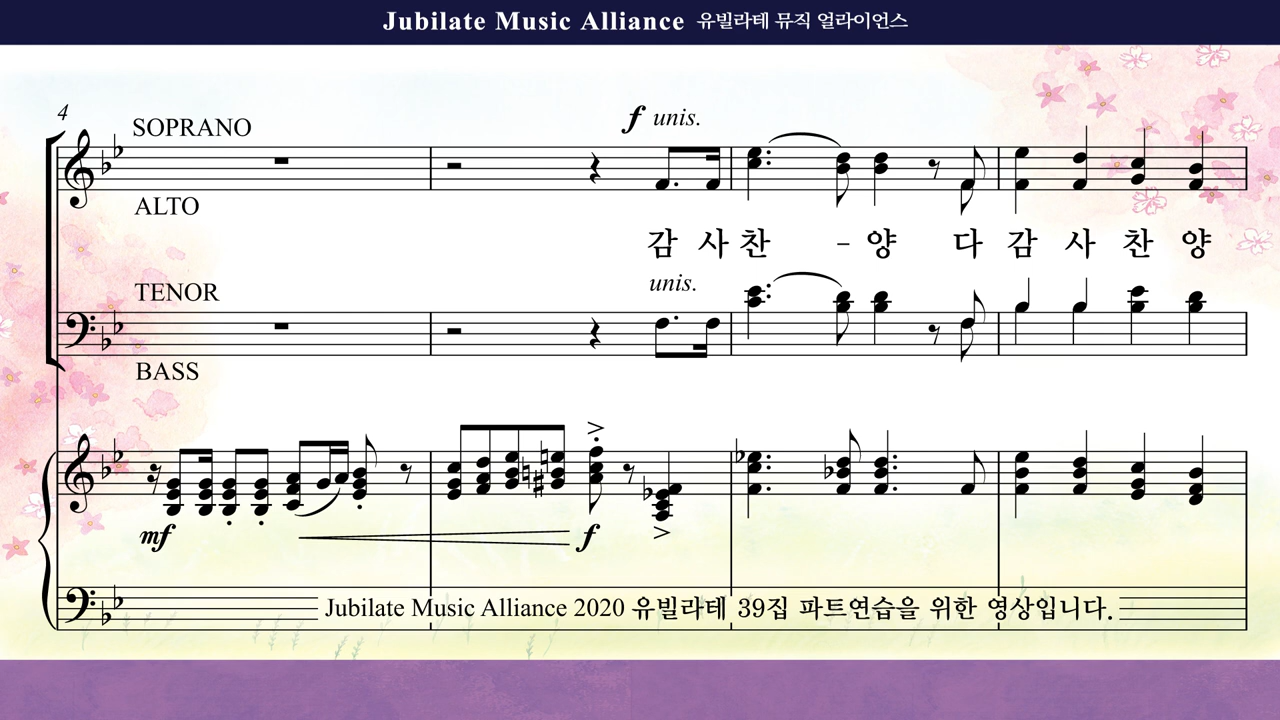 Jubilate Music Alliance 유빌라테 뮤직 얼라이언스
4
SOPRANO
f unis.
ALTO
감 사 찬 - 양 다 감 사 찬 양
TENOR
unis.
BASS
mf f
Jubilate Music Alliance 2020 유빌라테 39집 파트연습을 위한 영상입니다.